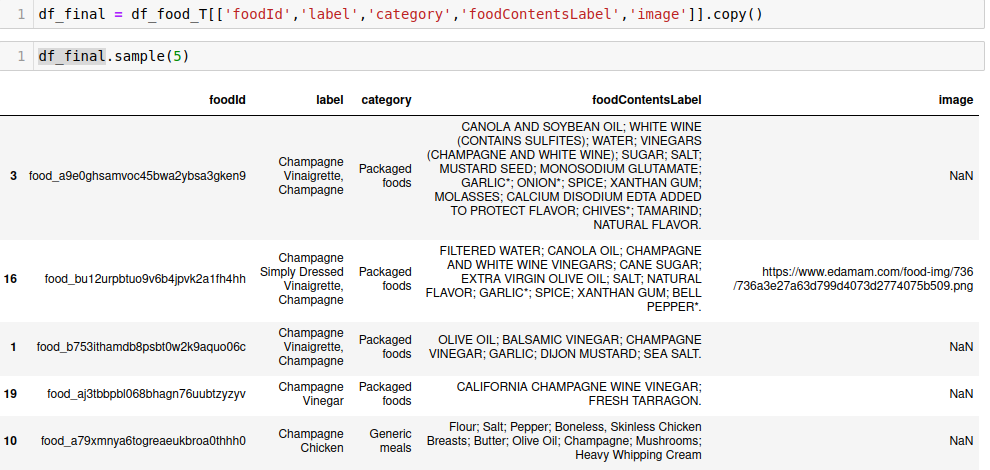 1 df_final = df_food_T[['foodId','label','category','foodContentsLabel','image']].copy()
1 df_final.sample(5)
foodId label category foodContentsLabel image
3 food_a9e0ghsamvoc45bwa2ybsa3gken9 Champagne Vinaigrette, Champagne Packaged foods CANOLA AND SOYBEAN OIL; WHITE WINE (CONTAINS SULFITES); WATER; VINEGARS (CHAMPAGNE AND WHITE WINE); SUGAR; SALT; MUSTARD SEED; MONOSODIUM GLUTAMATE; GARLIC*; ONION*; SPICE; XANTHAN GUM; MOLASSES; CALCIUM DISODIUM EDTA ADDED TO PROTECT FLAVOR; CHIVES*; TAMARIND; NATURAL FLAVOR. NaN
16 food_bu12urpbtuo9v6b4jpvk2a1fh4hh Champagne Simply Dressed Vinaigrette, Champagne Packaged foods FILTERED WATER; CANOLA OIL; CHAMPAGNE AND WHITE WINE VINEGARS; CANE SUGAR; EXTRA VIRGIN OLIVE OIL; SALT; NATURAL FLAVOR; GARLIC*; SPICE; XANTHAN GUM; BELL PEPPER*. https://www.edamam.com/food-img/736/736a3e27a63d799d4073d2774075b509.png
1 food_b753ithamdb8psbt0w2k9aquo06c Champagne Vinaigrette, Champagne Packaged foods OLIVE OIL; BALSAMIC VINEGAR; CHAMPAGNE VINEGAR; GARLIC; DIJON MUSTARD; SEA SALT. NaN
19 food_aj3tbbpbl068bhagn76uubtzyzyv Champagne Vinegar Packaged foods CALIFORNIA CHAMPAGNE WINE VINEGAR; FRESH TARRAGON. NaN
10 food_a79xmnya6togreaeukbroa0thhh0 Champagne Chicken Generic meals Flour; Salt; Pepper; Boneless, Skinless Chicken Breasts; Butter; Olive Oil; Champagne; Mushrooms; Heavy Whipping Cream NaN